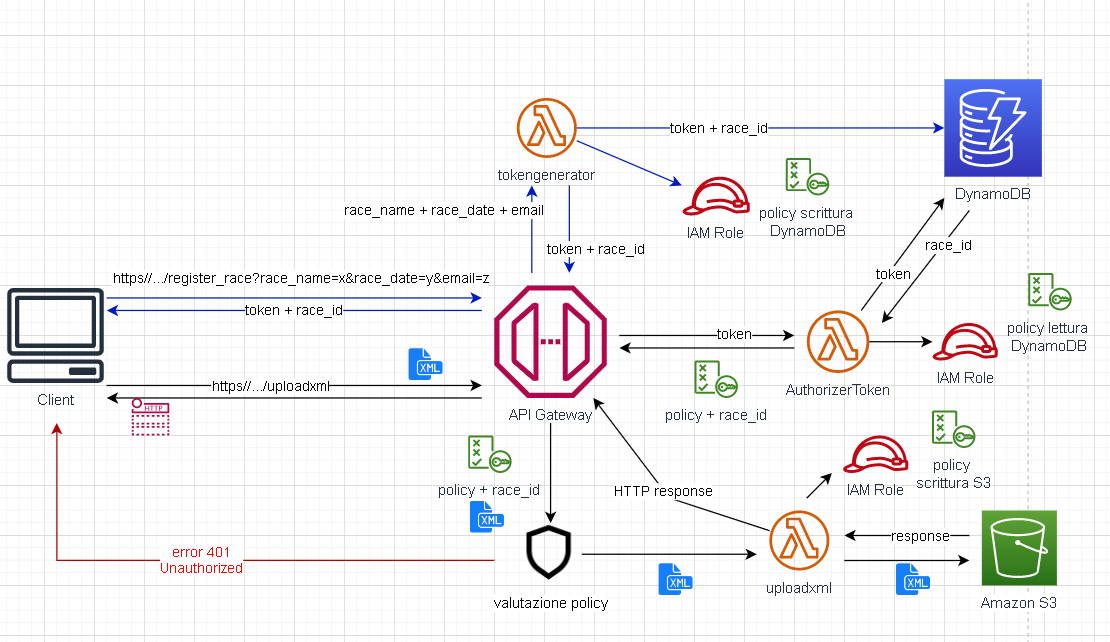 token + race_id
tokengenerator
DynamoDB
race_name + race_date + email
IAM Role
policy scrittura
DynamoDB
token + race_id
race_id
token
https//.../register_race?race_name=x&race_date=y&email=z
token + race_id
token
policy lettura
DynamoDB
XML
https//.../uploadxml
Client
HTTP
API Gateway
policy + race_id
AuthorizerToken
IAM Role
policy + race_id
XML
HTTP response
IAM Role
policy
scrittura S3
response
error 401
Unauthorized
valutazione policy
XML
uploadxml
XML
Amazon S3